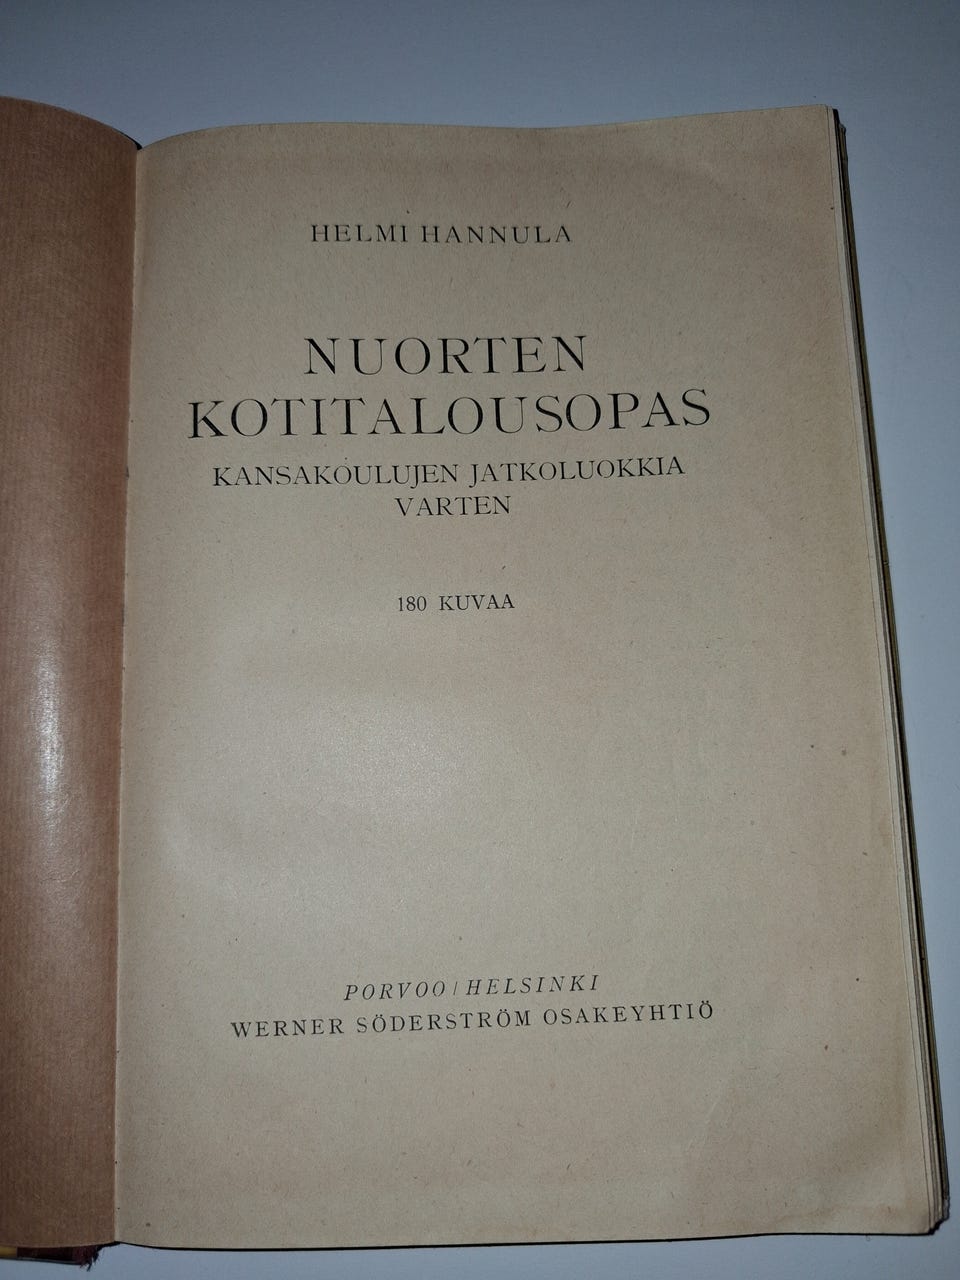 HELMI HANNULA
NUORTEN
KOTITALOUSOPAS
KANSAKOULUJEN JATKOLUOKKIA
VARTEN
180 KUVAA
PORVOO / HELSINKI
WERNER SÖDERSTRÖM OSAKEYHTIÖ